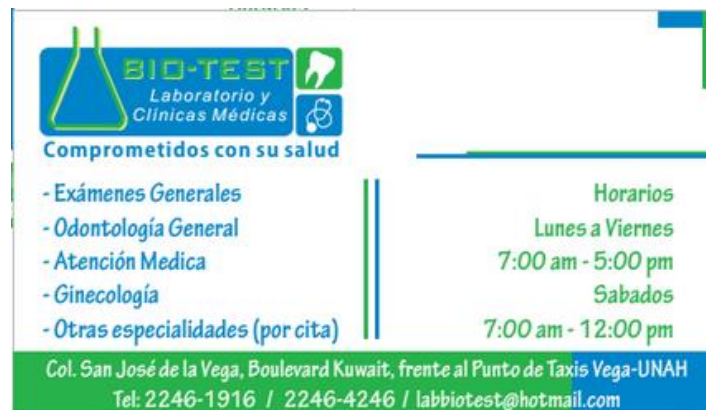 BIO-TEST
Laboratorio y
Clínicas Médicas
Comprometidos con su salud
- Exámenes Generales
- Odontología General
- Atención Medica
- Ginecología
- Otras especialidades (por cita)
Horarios
Lunes a Viernes
7:00 am - 5:00 pm
Sabados
7:00 am - 12:00 pm
Col. San José de la Vega, Boulevard Kuwait, frente al Punto de Taxis Vega-UNAH
Tel: 2246-1916 / 2246-4246 / labbiotest@hotmail.com